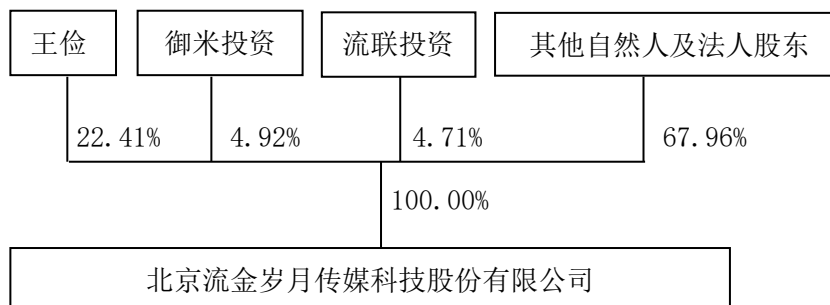 王俭 御米投资 流联投资 其他自然人及法人股东
22.41% 4.92% 4.71% 67.96%
100.00%
北京流金岁月传媒科技股份有限公司